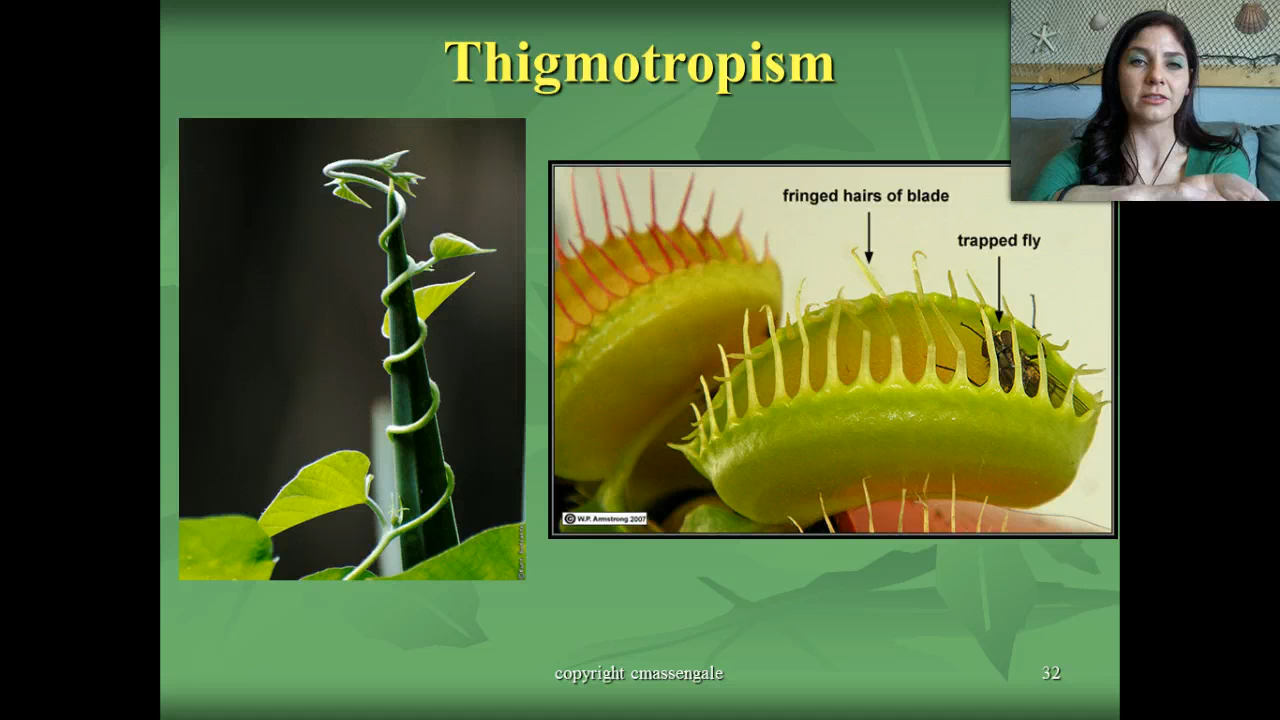 Thigmotropism
fringed hairs of blade
trapped fly
© W.P. Armstrong 2007
copyright cmassengale
32